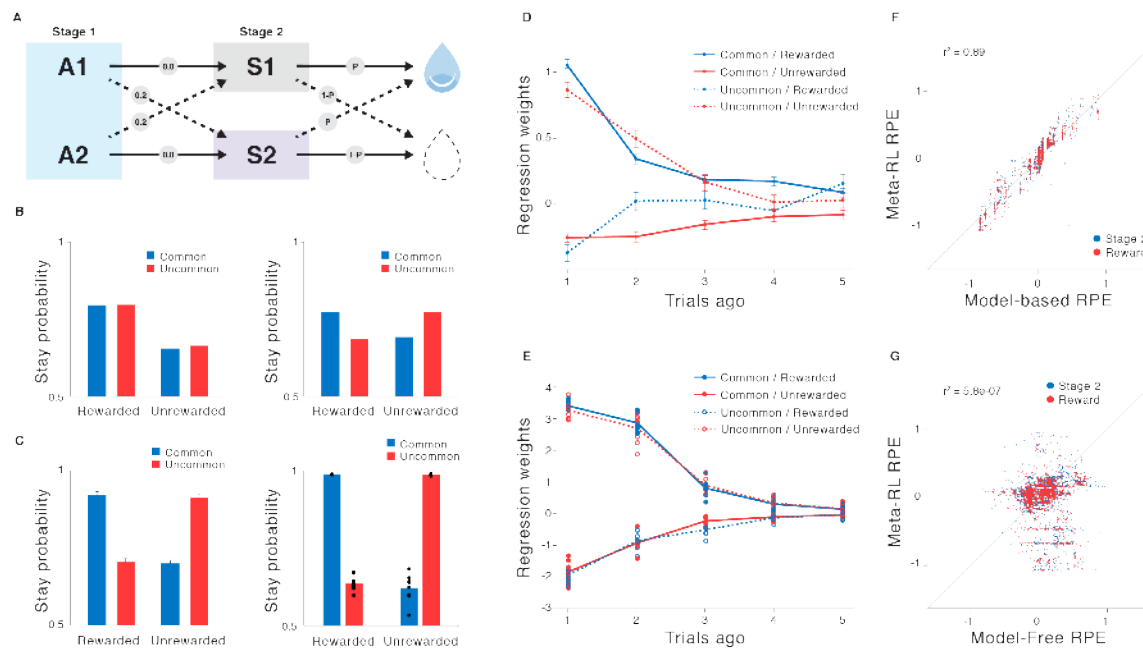 A
Stage 1
Stage 2
A1
A2
S1
S2
0.2
0.2
P
1-P
P
1-P
B
Stay probability
1
0.5
Common
Uncommon
Rewarded
Unrewarded
Stay probability
1
0.5
Common
Uncommon
Rewarded
Unrewarded
C
Stay probability
1
0.5
Common
Uncommon
Rewarded
Unrewarded
Stay probability
1
0.5
Common
Uncommon
Rewarded
Unrewarded
D
Regression weights
1
0.5
0
Common / Rewarded
Common / Unrewarded
Uncommon / Rewarded
Uncommon / Unrewarded
1 2 3 4 5
Trials ago
E
Regression weights
4
3
2
1
0
-1
-2
-3
Common / Rewarded
Common / Unrewarded
Uncommon / Rewarded
Uncommon / Unrewarded
1 2 3 4 5
Trials ago
F
r² = 0.89
Meta-RL RPE
1
0
-1
Stage 2
Reward
-1 0 1
Model-based RPE
G
r² = 5.8e-07
Stage 2
Reward
Meta-RL RPE
1
0
-1
-1 0 1
Model-Free RPE